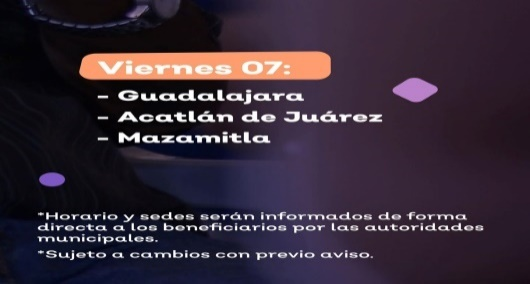 Viernes 07:
- Guadalajara
- Acatlán de Juárez
- Mazamitla
*Horario y sedes serán informados de forma
directa a los beneficiarios por las autoridades
municipales.
*Sujeto a cambios con previo aviso.